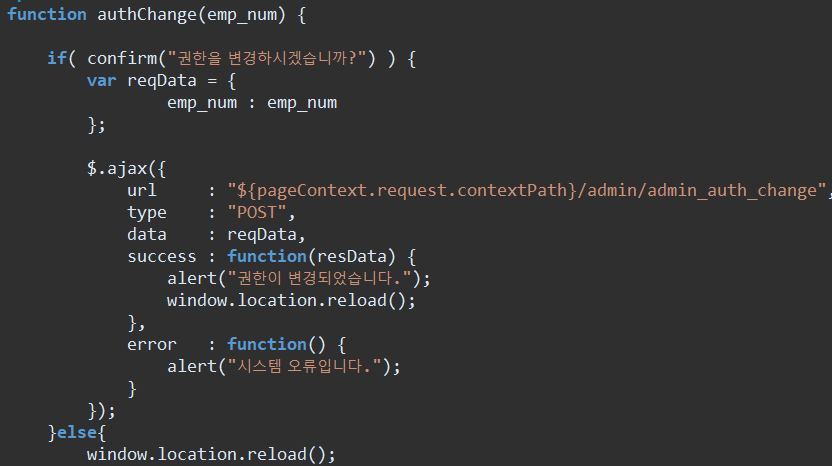 function authChange(emp_num) {
if( confirm("권한을 변경하시겠습니까?") ) {
var reqData = {
emp_num : emp_num
};
$.ajax({
url : "${pageContext.request.contextPath}/admin/admin_auth_change",
type : "POST",
data : reqData,
success : function(resData) {
alert("권한이 변경되었습니다.");
window.location.reload();
},
error : function() {
alert("시스템 오류입니다.");
}
});
}else{
window.location.reload();